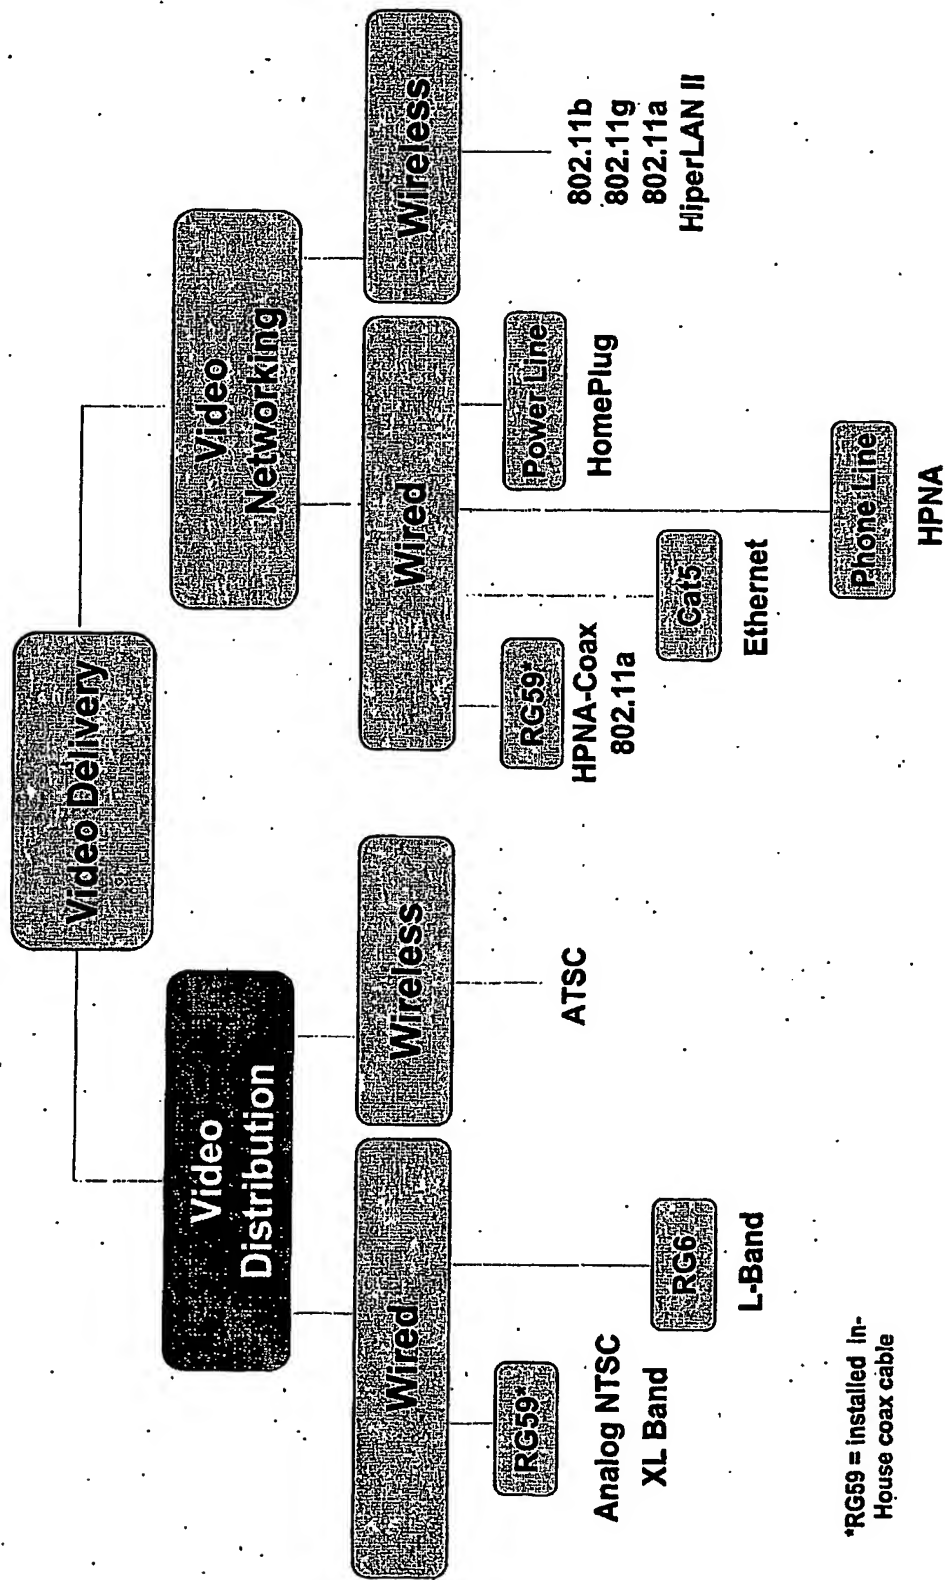 Video Delivery
Video
Distribution
Wired
RG59*
Analog NTSC
XL Band
RG6
L-Band
Wireless
ATSC
Video
Networking
Wired
RG59*
HPNA-Coax
802.11a
Cat5
Ethernet
Phone Line
HPNA
Power Line
HomePlug
Wireless
802.11b
802.11g
802.11a
HiperLAN II
*RG59 = installed In-
House coax cable